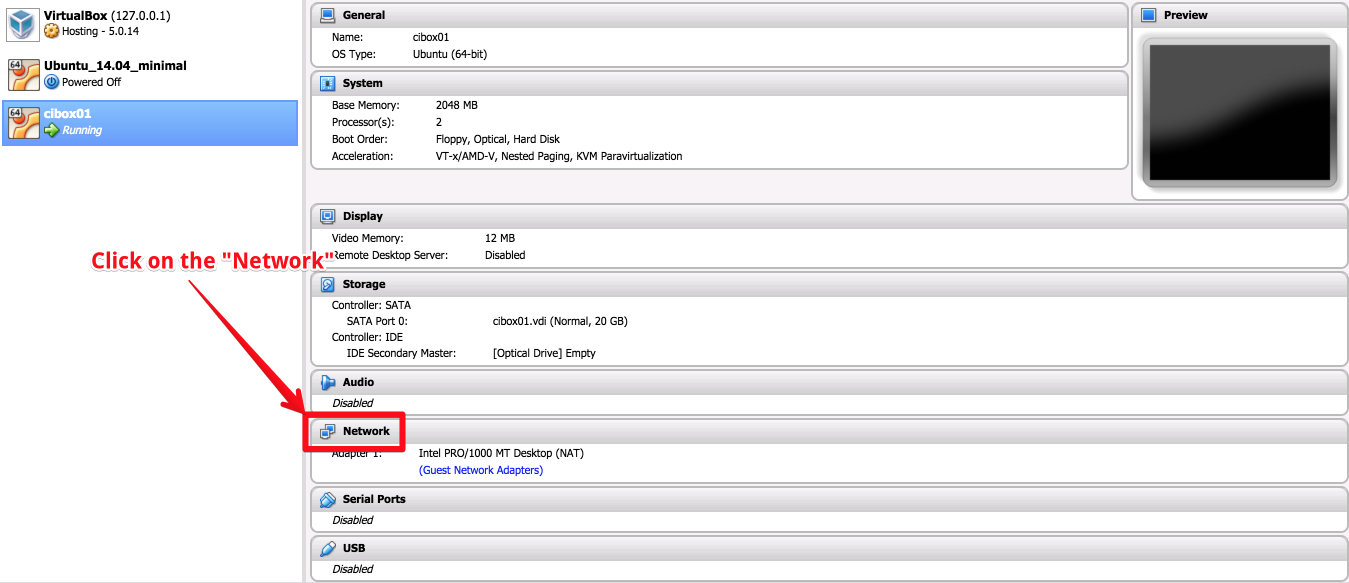 VirtualBox (127.0.0.1)
Hosting - 5.0.14
64
Ubuntu_14.04_minimal
Powered Off
64
cibox01
Running
General
Name: cibox01
OS Type: Ubuntu (64-bit)
System
Base Memory: 2048 MB
Processor(s): 2
Boot Order: Floppy, Optical, Hard Disk
Acceleration: VT-x/AMD-V, Nested Paging, KVM Paravirtualization
Preview
Display
Video Memory: 12 MB
Remote Desktop Server: Disabled
Click on the "Network"
Storage
Controller: SATA
SATA Port 0: cibox01.vdi (Normal, 20 GB)
Controller: IDE
IDE Secondary Master: [Optical Drive] Empty
Audio
Disabled
Network
Adapter 1: Intel PRO/1000 MT Desktop (NAT)
(Guest Network Adapters)
Serial Ports
Disabled
USB
Disabled